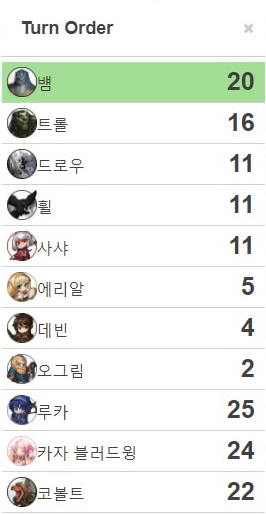 Turn Order ×
뱀 20
트롤 16
드로우 11
휠 11
사샤 11
에리알 5
데빈 4
오그림 2
루카 25
카자 블러드윙 24
코볼트 22